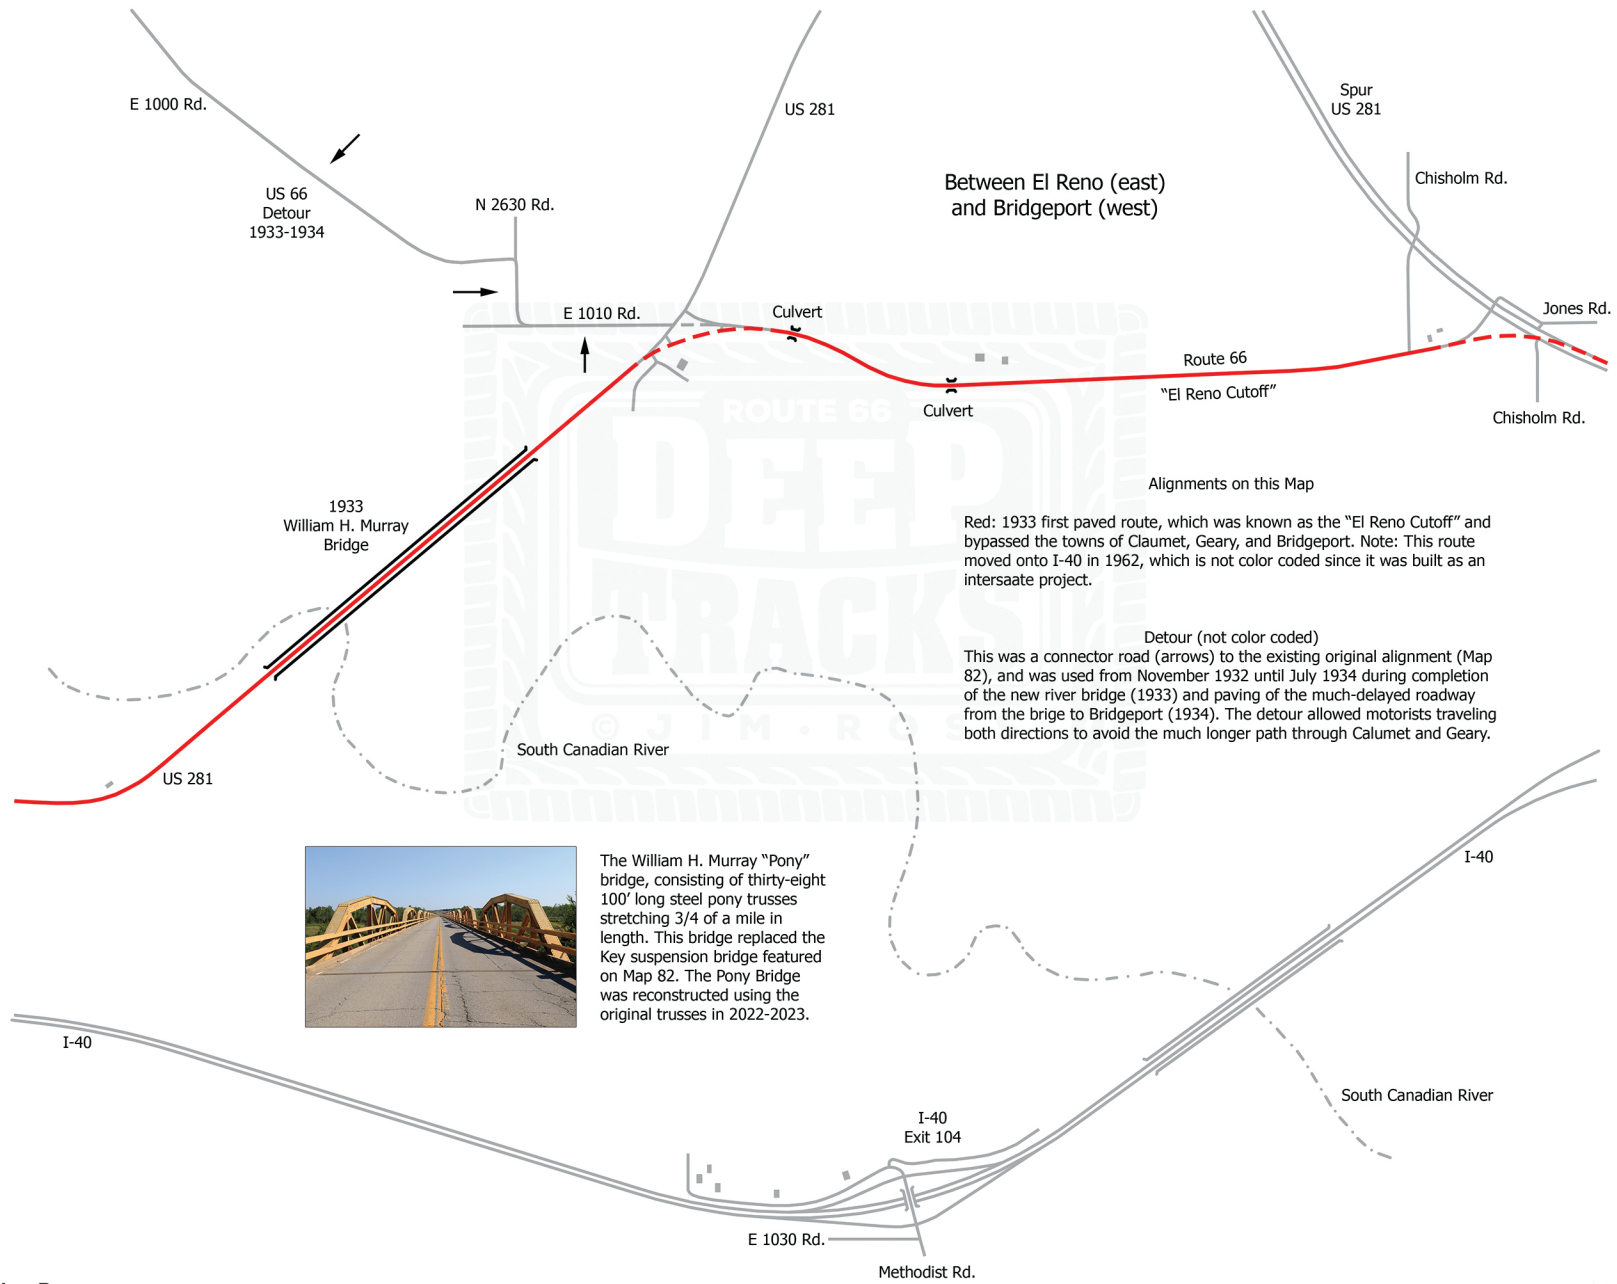 E 1000 Rd.
US 281
Spur
US 281
Chisholm Rd.
Between El Reno (east)
and Bridgeport (west)
US 66
Detour
1933-1934
N 2630 Rd.
E 1010 Rd.
Culvert
Jones Rd.
Route 66
"El Reno Cutoff"
Culvert
Chisholm Rd.
ROUTE 66
DEEP
TRACKS
© JIM · ROS
1933
William H. Murray
Bridge
Alignments on this Map
Red: 1933 first paved route, which was known as the "El Reno Cutoff" and
bypassed the towns of Claumet, Geary, and Bridgeport. Note: This route
moved onto I-40 in 1962, which is not color coded since it was built as an
intersaate project.
Detour (not color coded)
This was a connector road (arrows) to the existing original alignment (Map
82), and was used from November 1932 until July 1934 during completion
of the new river bridge (1933) and paving of the much-delayed roadway
from the brige to Bridgeport (1934). The detour allowed motorists traveling
both directions to avoid the much longer path through Calumet and Geary.
South Canadian River
US 281
The William H. Murray "Pony"
bridge, consisting of thirty-eight
100' long steel pony trusses
stretching 3/4 of a mile in
length. This bridge replaced the
Key suspension bridge featured
on Map 82. The Pony Bridge
was reconstructed using the
original trusses in 2022-2023.
I-40
I-40
South Canadian River
I-40
Exit 104
E 1030 Rd.
Methodist Rd.